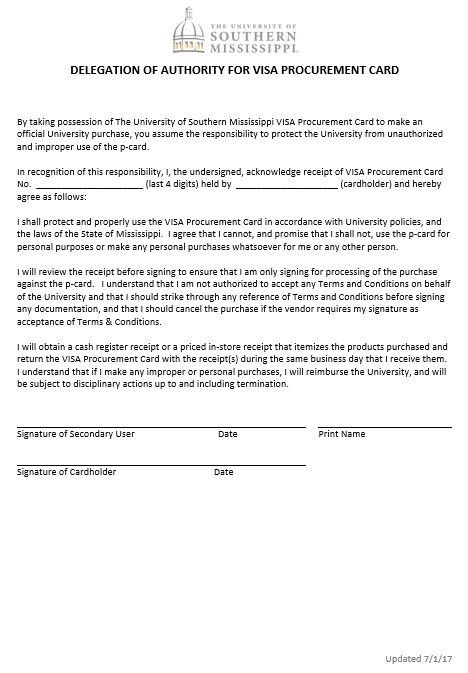 THE UNIVERSITY OF
SOUTHERN
MISSISSIPPI.
DELEGATION OF AUTHORITY FOR VISA PROCUREMENT CARD
By taking possession of The University of Southern Mississippi VISA Procurement Card to make an
official University purchase, you assume the responsibility to protect the University from unauthorized
and improper use of the p-card.
In recognition of this responsibility, I, the undersigned, acknowledge receipt of VISA Procurement Card
No. ______________________ (last 4 digits) held by _____________________ (cardholder) and hereby
agree as follows:
I shall protect and properly use the VISA Procurement Card in accordance with University policies, and
the laws of the State of Mississippi. I agree that I cannot, and promise that I shall not, use the p-card for
personal purposes or make any personal purchases whatsoever for me or any other person.
I will review the receipt before signing to ensure that I am only signing for processing of the purchase
against the p-card. I understand that I am not authorized to accept any Terms and Conditions on behalf
of the University and that I should strike through any reference of Terms and Conditions before signing
any documentation, and that I should cancel the purchase if the vendor requires my signature as
acceptance of Terms & Conditions.
I will obtain a cash register receipt or a priced in-store receipt that itemizes the products purchased and
return the VISA Procurement Card with the receipt(s) during the same business day that I receive them.
I understand that if I make any improper or personal purchases, I will reimburse the University, and will
be subject to disciplinary actions up to and including termination.
Signature of Secondary User Date Print Name
Signature of Cardholder Date
Updated 7/1/17